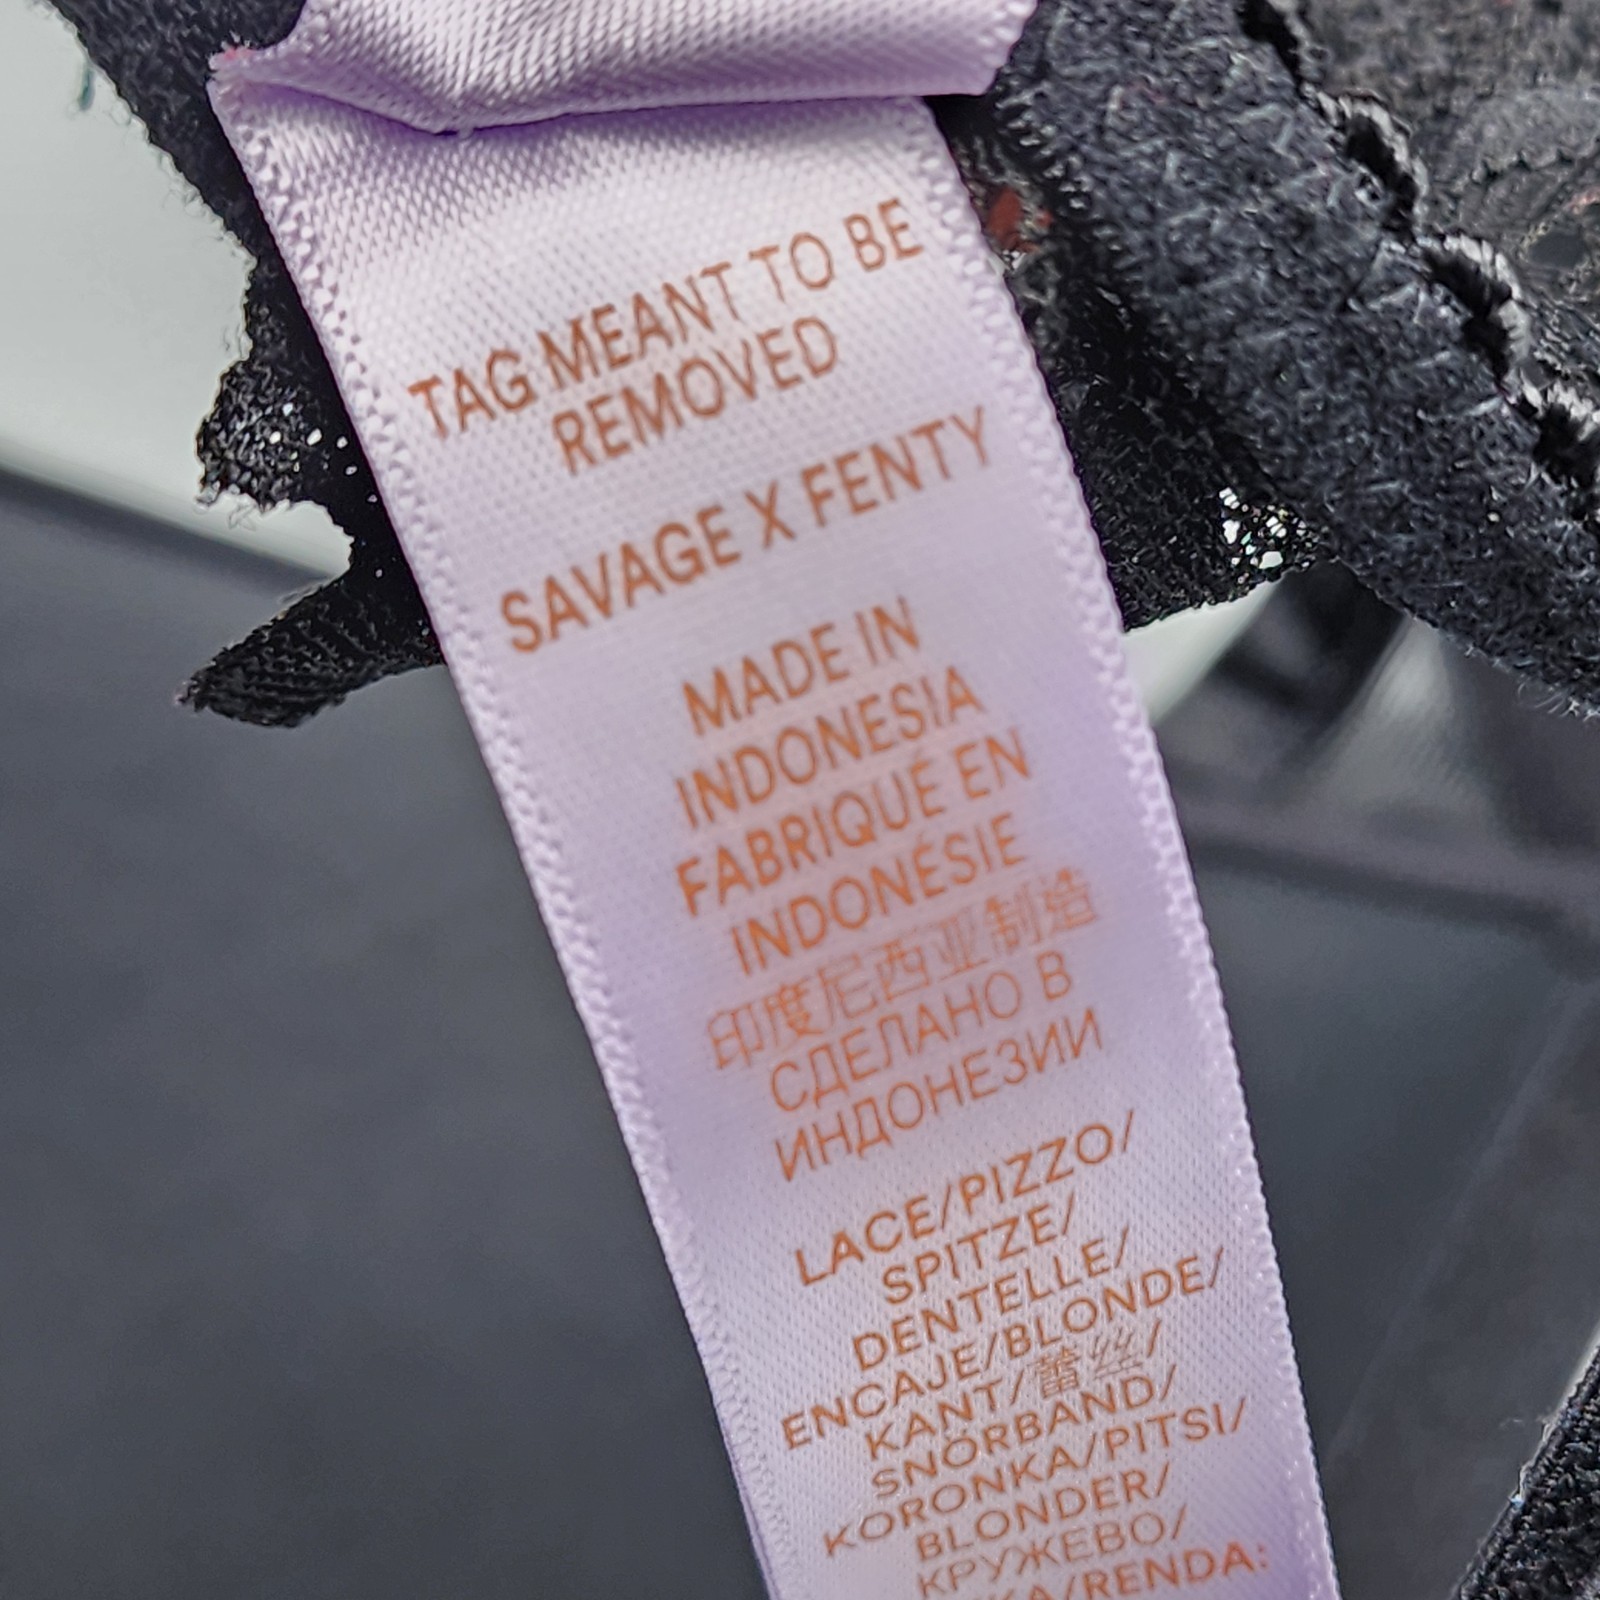 TAG MEANT TO BE
REMOVED
SAVAGE X FENTY
MADE IN
INDONESIA
FABRIQUÉ EN
INDONÉSIE
印度尼西亚制造
СДЕЛАНО В
ИНДОНЕЗИИ
LACE/PIZZO/
SPITZE/
DENTELLE/
ENCAJE/BLONDE/
KANT/蕾丝/
SNÖRBAND/
KORONKA/PITSI/
BLONDER/
КРУЖЕВО/
/RENDA: